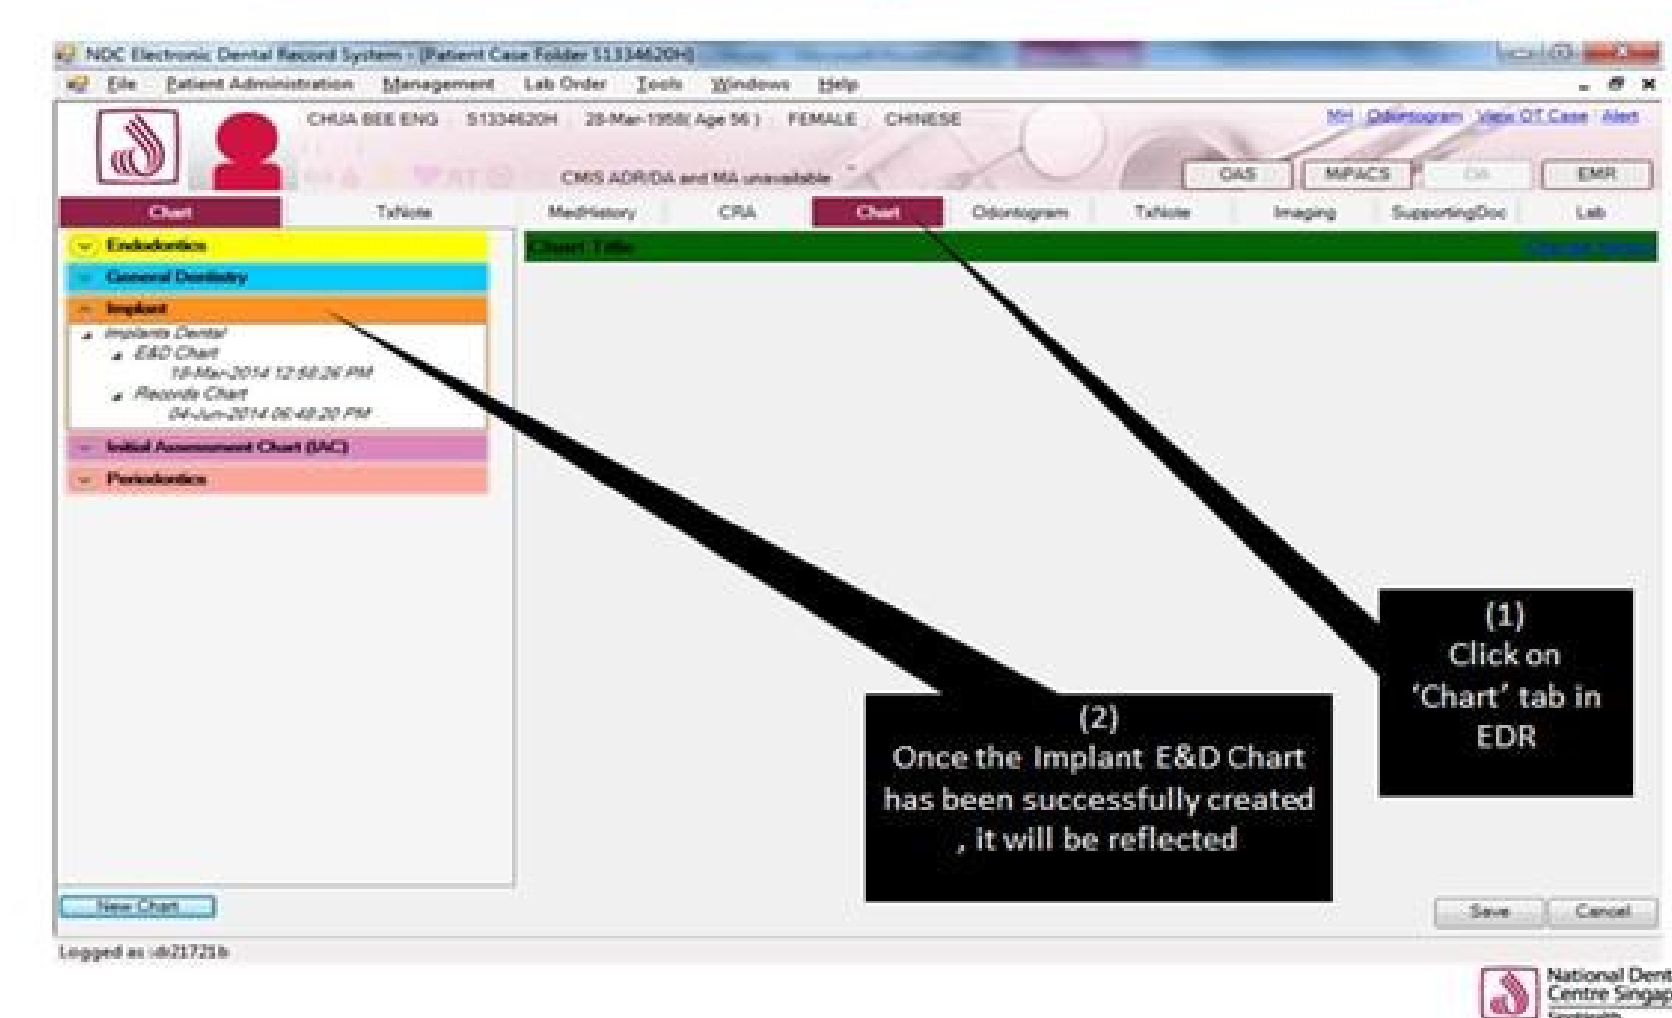 NDC Electronic Dental Record System - [Patient Case Folder S1334620H]
File Patient Administration Management Lab Order Tools Windows Help
CHUA BEE ENG S1334620H 28-Mar-1958( Age 56 ) FEMALE CHINESE
MH Odontogram View OT Case Alert
CMIS ADR/DA and MA unavailable
OAS MiPACS DA EMR
Chart TxNote MedHistory CRA Chart Odontogram TxNote Imaging SupportingDoc Lab
Endodontics
Chart Title
General Dentistry
Implant
Implants Dental
E&D Chart
18-Mar-2014 12:58:26 PM
Records Chart
04-Jun-2014 06:48:20 PM
Initial Assessment Chart (IAC)
Periodontics
(1)
Click on
'Chart' tab in
EDR
(2)
Once the Implant E&D Chart
has been successfully created
, it will be reflected
New Chart
Save Cancel
Logged as :dr21721b
National Dent
Centre Singap
SingHealth